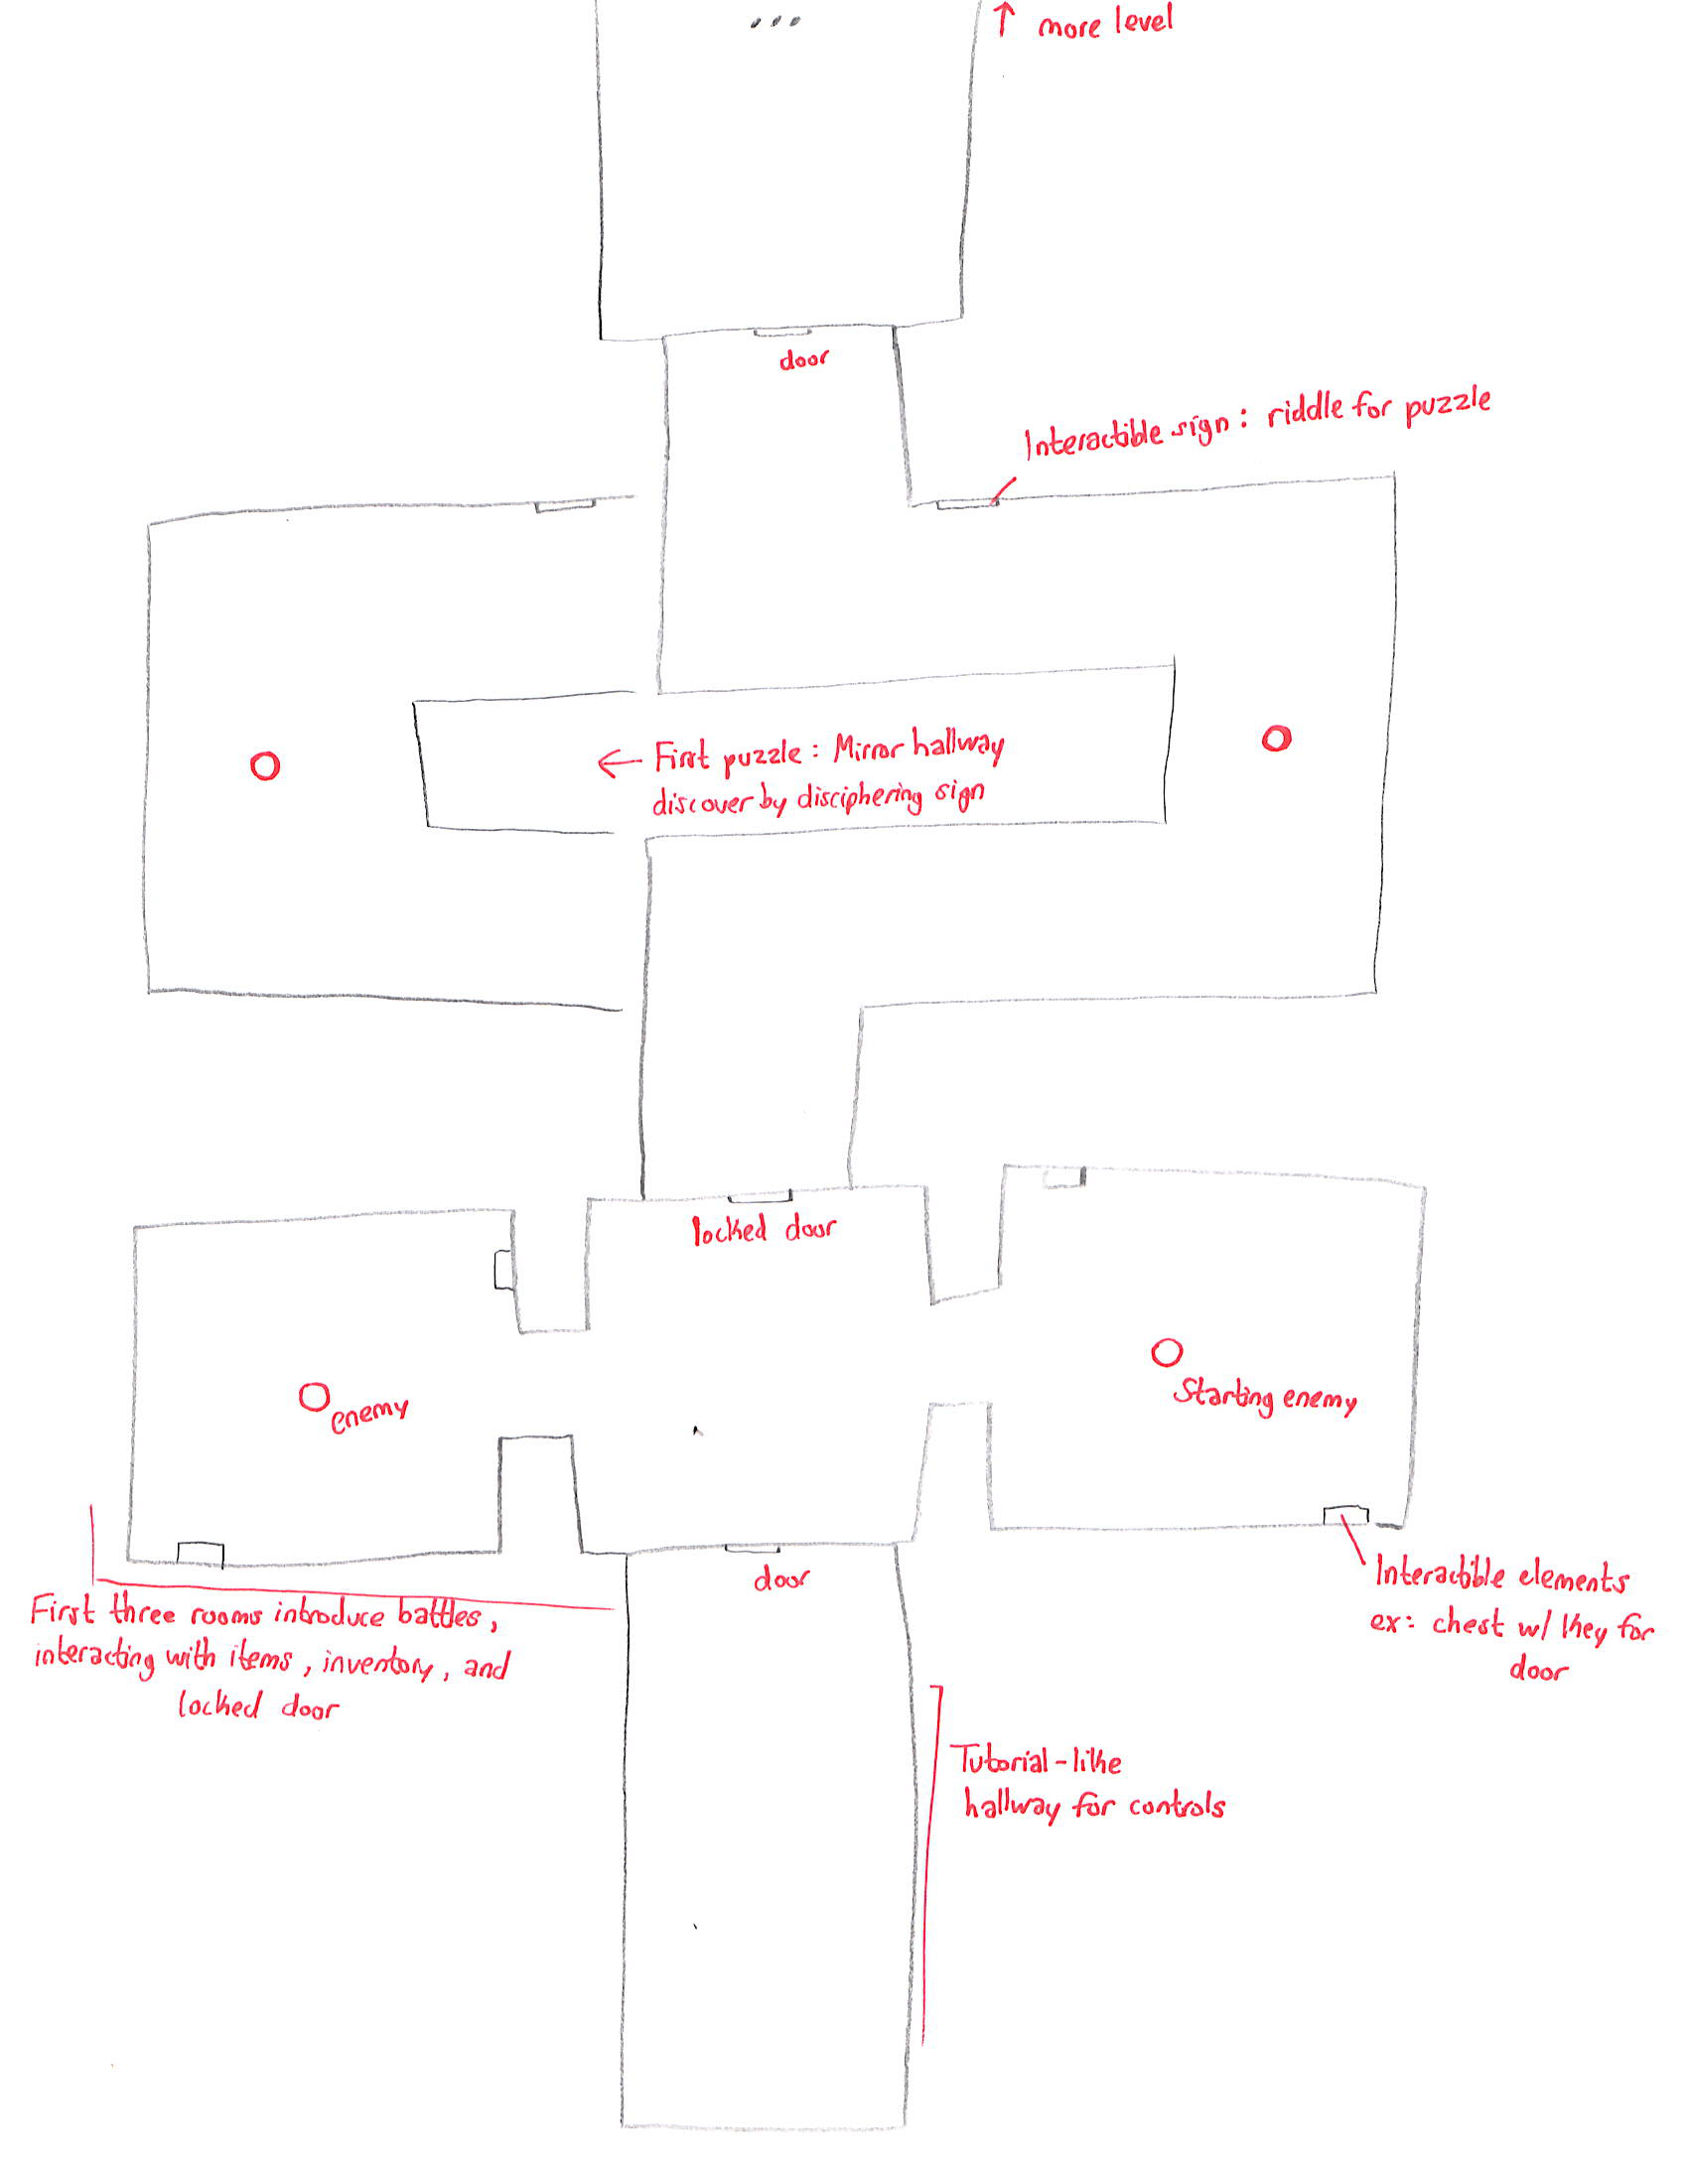 ... ↑ more level
door
Interactible sign : riddle for puzzle
← First puzzle : Mirror hallway
discover by disciphering sign
locked door
enemy
Starting enemy
door
Interactible elements
ex: chest w/ key for
door
First three rooms introduce battles,
interacting with items, inventory, and
locked door
Tutorial-like
hallway for controls